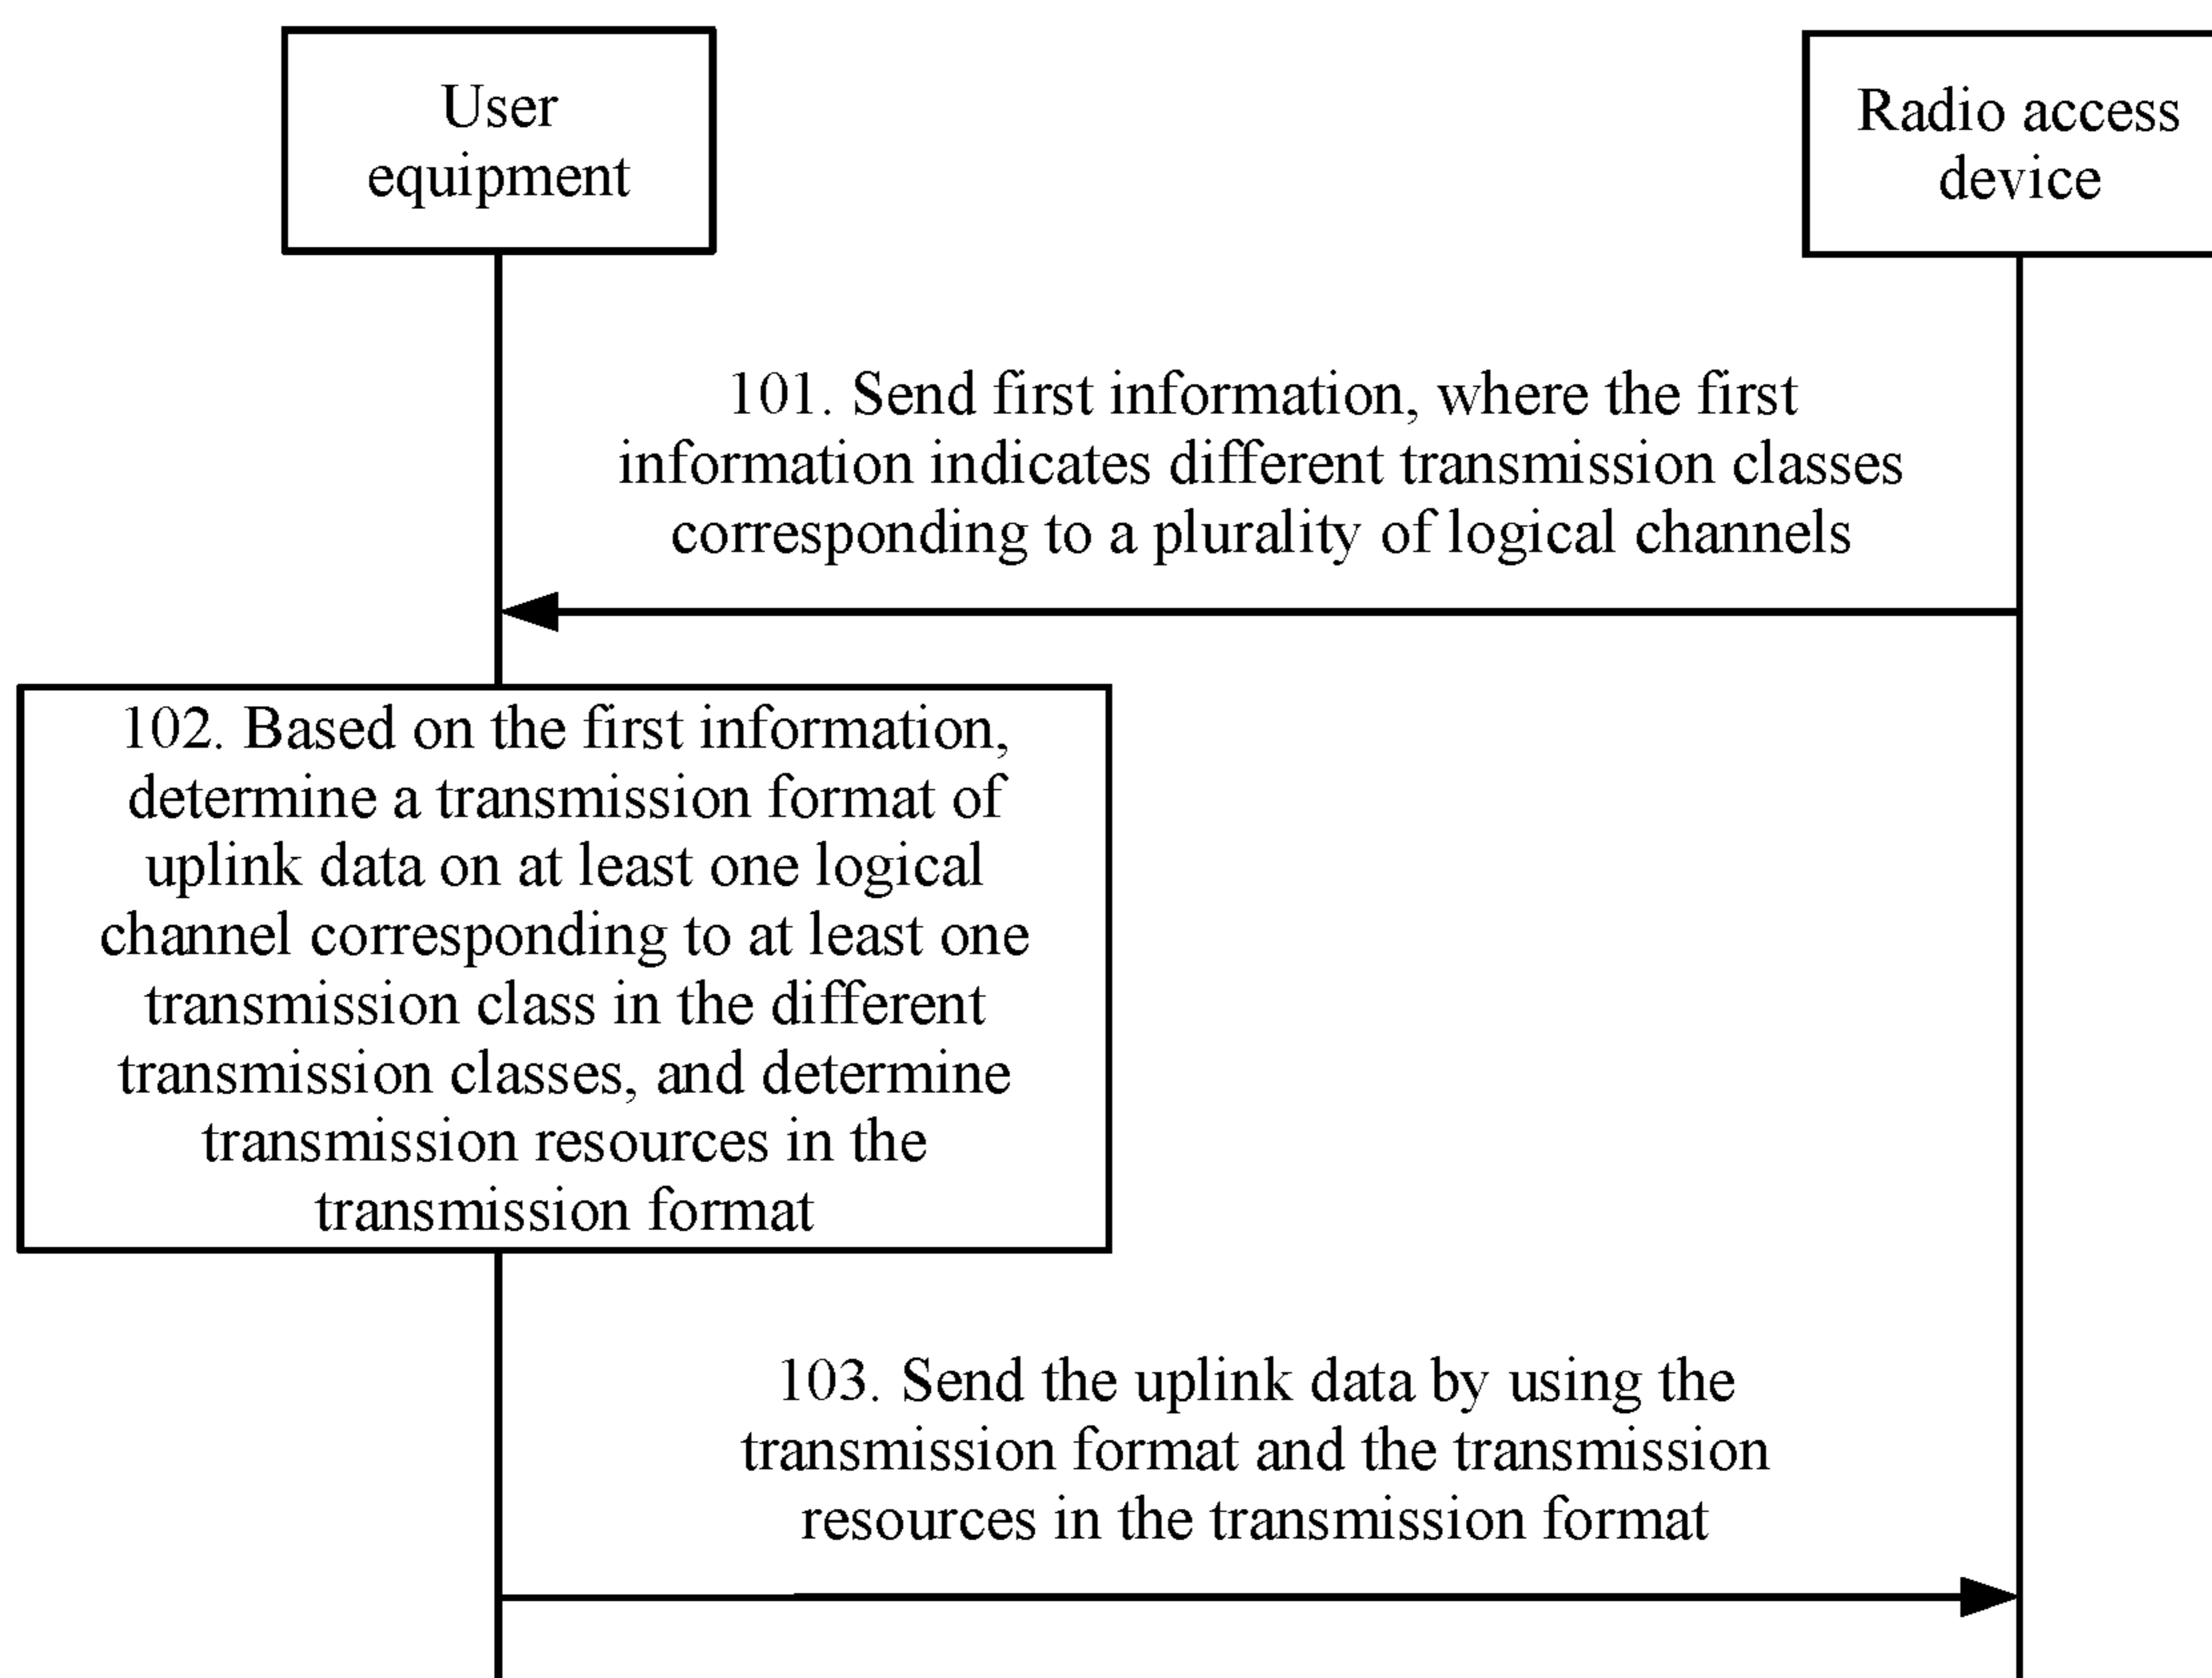 User
equipment
Radio access
device
101. Send first information, where the first
information indicates different transmission classes
corresponding to a plurality of logical channels
102. Based on the first information,
determine a transmission format of
uplink data on at least one logical
channel corresponding to at least one
transmission class in the different
transmission classes, and determine
transmission resources in the
transmission format
103. Send the uplink data by using the
transmission format and the transmission
resources in the transmission format